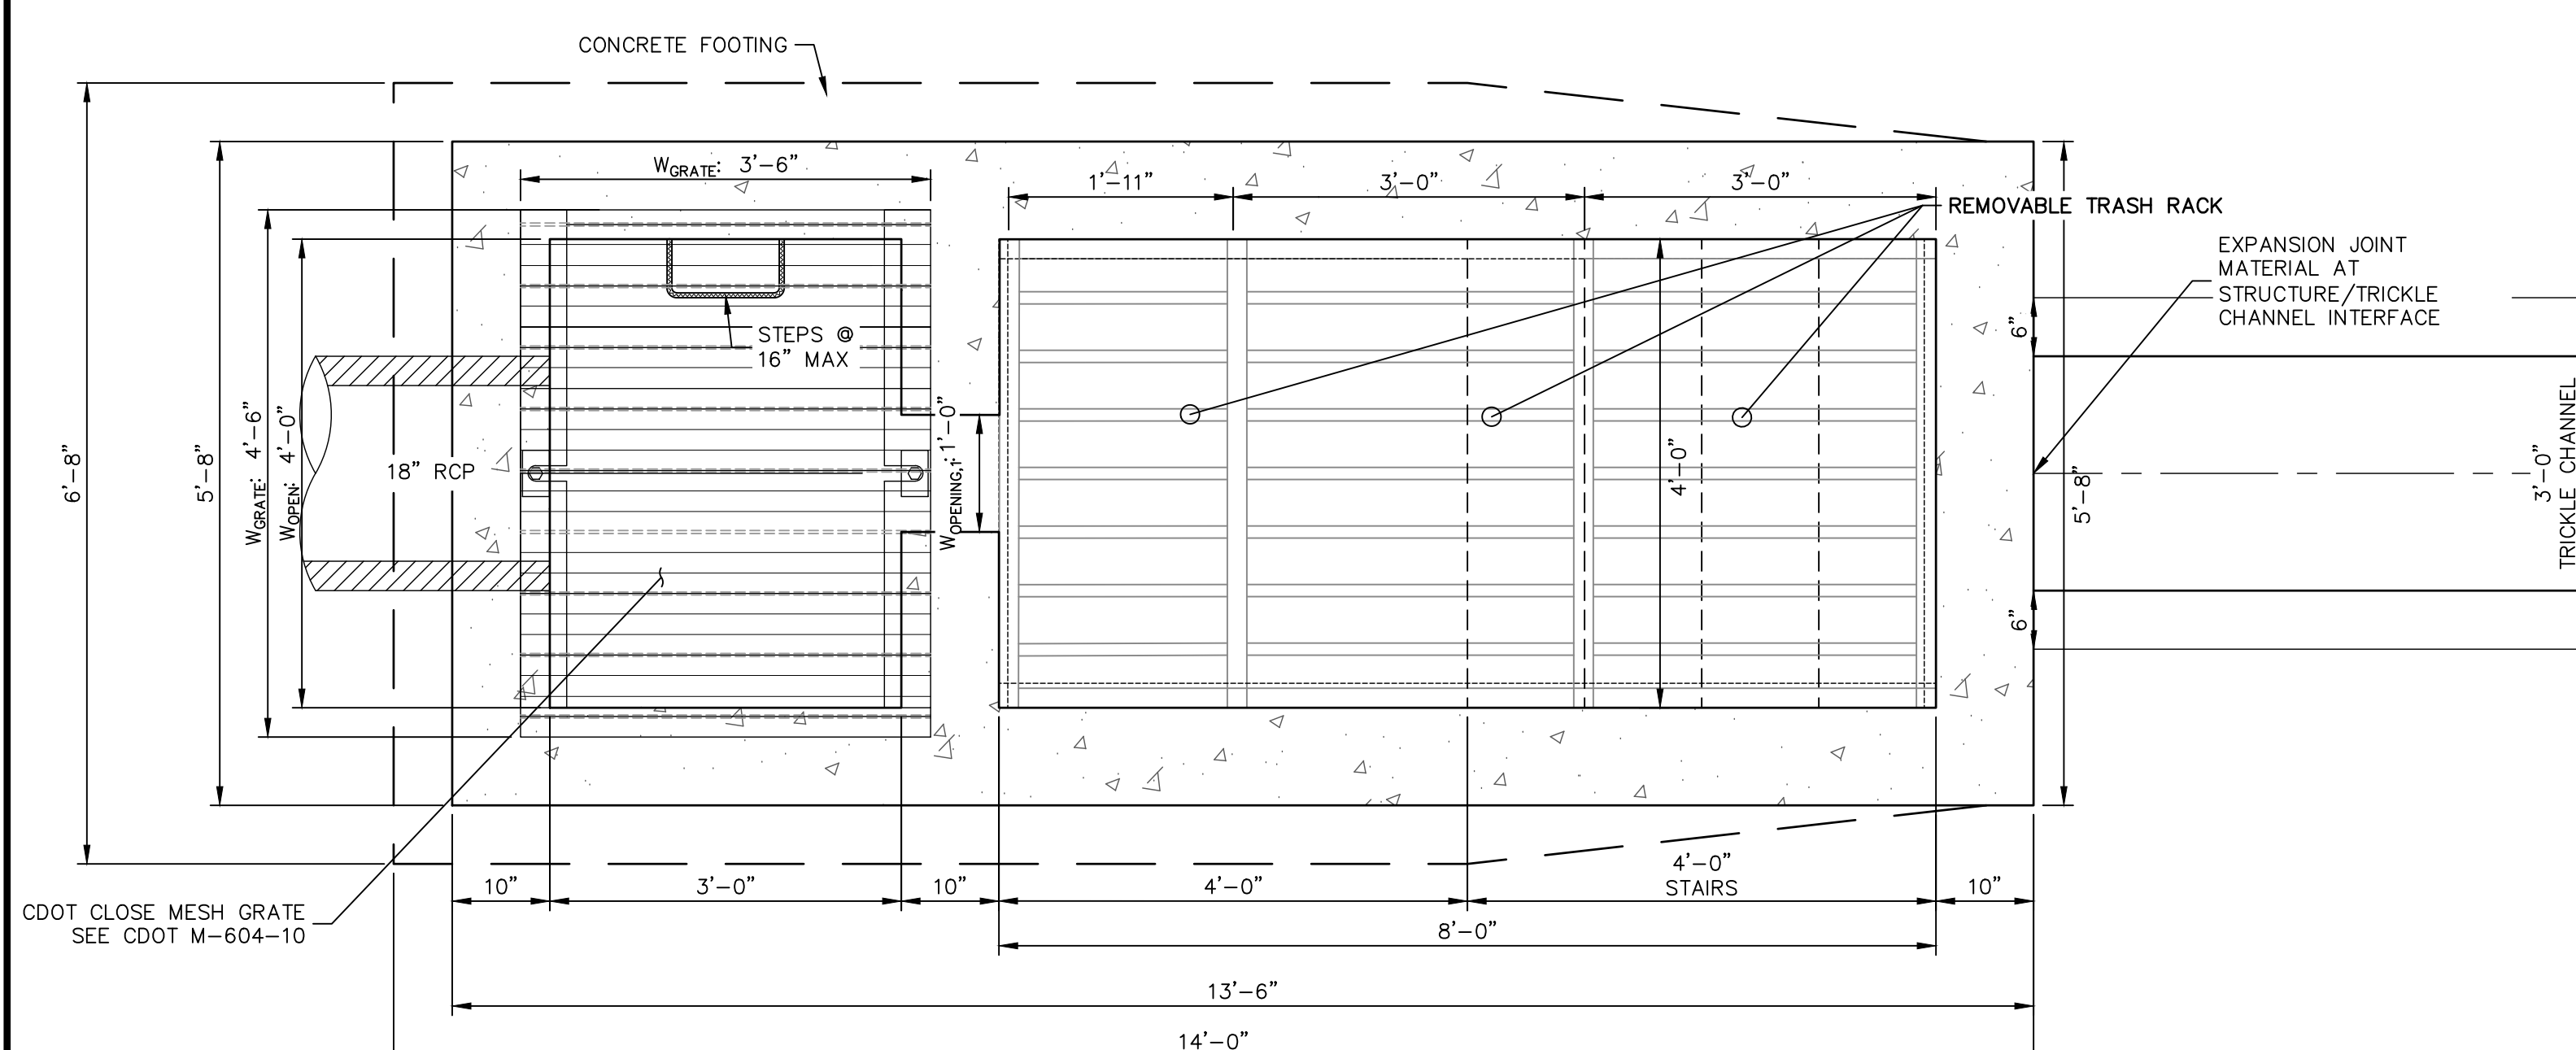 CONCRETE FOOTING
WGRATE: 3'-6"
1'-11"
3'-0"
3'-0"
REMOVABLE TRASH RACK
EXPANSION JOINT
MATERIAL AT
STRUCTURE/TRICKLE
CHANNEL INTERFACE
STEPS @
16" MAX
6"
6'-8"
5'-8"
WGRATE: 4'-6"
WOPEN: 4'-0"
18" RCP
WOPENING,1: 1'-0"
4'-0"
5'-8"
3'-0"
TRICKLE CHANNEL
6"
CDOT CLOSE MESH GRATE
SEE CDOT M-604-10
10"
3'-0"
10"
4'-0"
4'-0"
STAIRS
10"
8'-0"
13'-6"
14'-0"